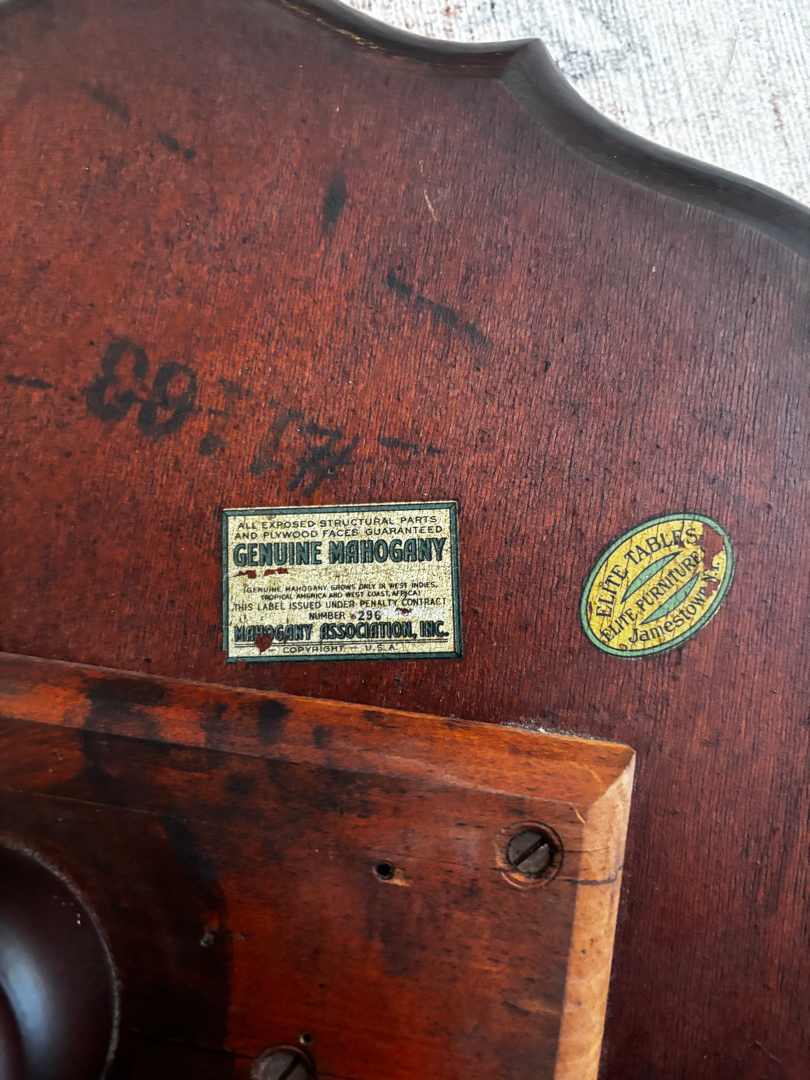 ALL EXPOSED STRUCTURAL PARTS
AND PLYWOOD FACES GUARANTEED
GENUINE MAHOGANY
(GENUINE MAHOGANY GROWS ONLY IN WEST INDIES,
TROPICAL AMERICA AND WEST COAST, AFRICA)
THIS LABEL ISSUED UNDER PENALTY CONTRACT
NUMBER 296
MAHOGANY ASSOCIATION, INC.
COPYRIGHT — U.S.A.
ELITE TABLES
ELITE FURNITURE
Jamestown, N.